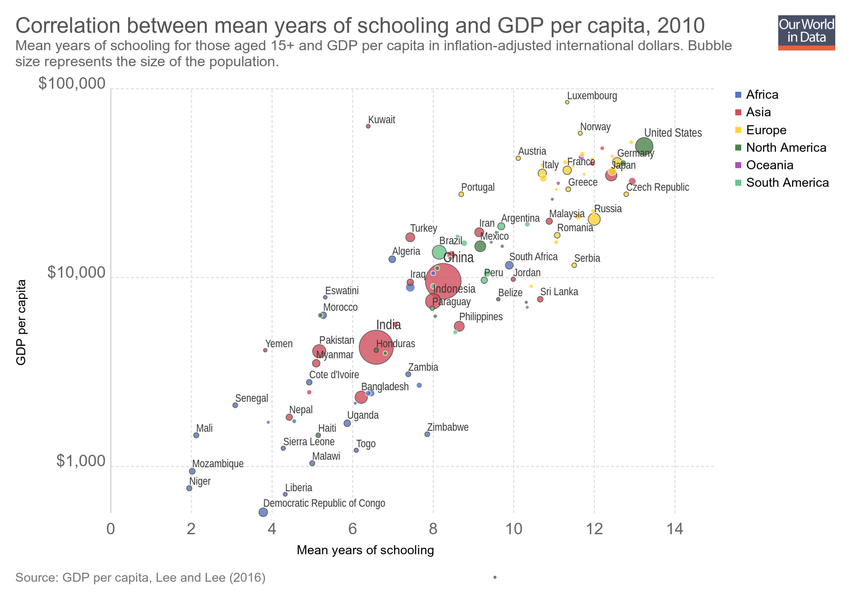 Correlation between mean years of schooling and GDP per capita, 2010
Our World
in Data
Mean years of schooling for those aged 15+ and GDP per capita in inflation-adjusted international dollars. Bubble
size represents the size of the population.
$100,000
Luxembourg
Africa
Kuwait
Norway
Asia
United States
Europe
Austria
Italy
France
Germany
North America
Japan
Oceania
Portugal
Greece
Czech Republic
South America
Turkey
Iran
Argentina
Malaysia
Russia
Brazil
Mexico
Romania
Algeria
China
South Africa
Serbia
$10,000
Iraq
Peru
Jordan
Eswatini
Indonesia
Belize
Sri Lanka
Morocco
Paraguay
India
Philippines
Yemen
Pakistan
Honduras
Myanmar
Cote d'Ivoire
Zambia
Senegal
Bangladesh
Nepal
Uganda
Mali
Haiti
Zimbabwe
Sierra Leone
Togo
$1,000
Mozambique
Malawi
Niger
Liberia
Democratic Republic of Congo
GDP per capita
0 2 4 6 8 10 12 14
Mean years of schooling
Source: GDP per capita, Lee and Lee (2016)